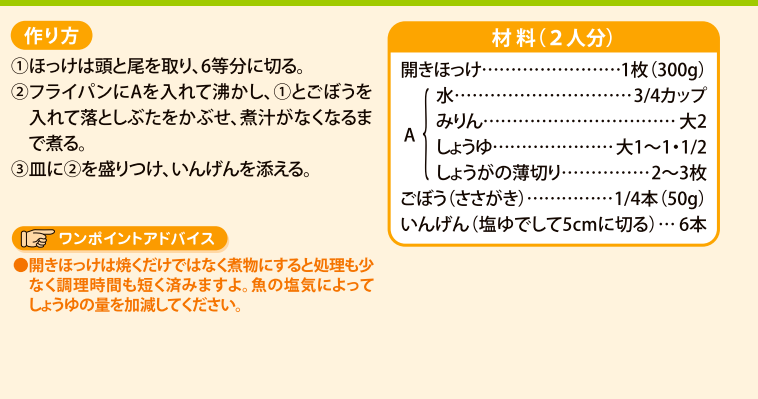 作り方
①ほっけは頭と尾を取り、6等分に切る。
②フライパンにAを入れて沸かし、①とごぼうを
入れて落としぶたをかぶせ、煮汁がなくなるま
で煮る。
③皿に②を盛りつけ、いんげんを添える。
ワンポイントアドバイス
●開きほっけは焼くだけではなく煮物にすると処理も少
なく調理時間も短く済みますよ。魚の塩気によって
しょうゆの量を加減してください。
材料（２人分）
開きほっけ……………………1枚（300g）
A
水…………………………3/4カップ
みりん……………………………大2
しょうゆ…………………大1〜1・1/2
しょうがの薄切り……………2〜3枚
ごぼう（ささがき）……………1/4本（50g）
いんげん（塩ゆでして5cmに切る）…6本